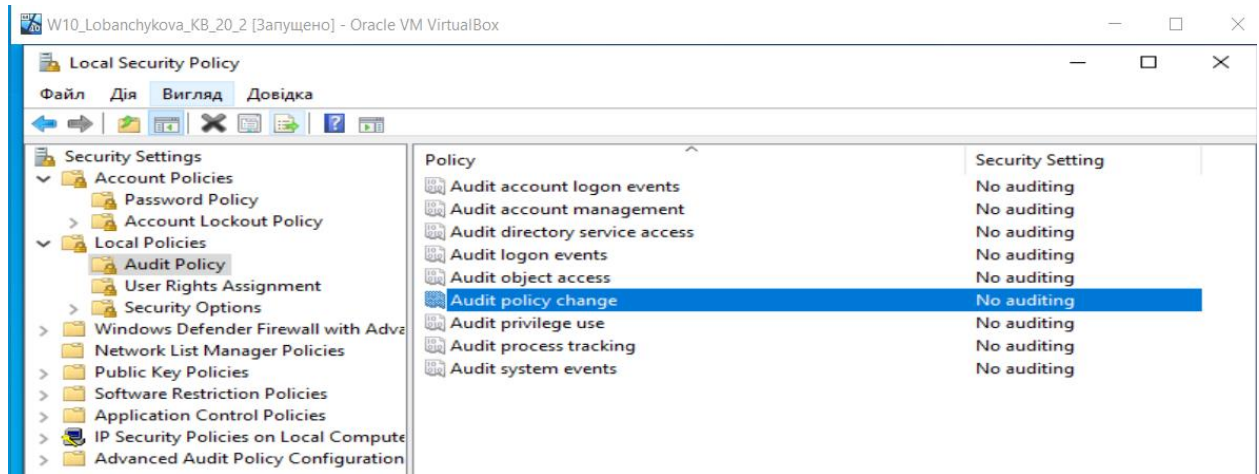 W10_Lobanchykova_KB_20_2 [Запущено] - Oracle VM VirtualBox
Local Security Policy
Файл Дія Вигляд Довідка
Security Settings
Account Policies
Password Policy
Account Lockout Policy
Local Policies
Audit Policy
User Rights Assignment
Security Options
Windows Defender Firewall with Adva
Network List Manager Policies
Public Key Policies
Software Restriction Policies
Application Control Policies
IP Security Policies on Local Compute
Advanced Audit Policy Configuration
Policy Security Setting
Audit account logon events No auditing
Audit account management No auditing
Audit directory service access No auditing
Audit logon events No auditing
Audit object access No auditing
Audit policy change No auditing
Audit privilege use No auditing
Audit process tracking No auditing
Audit system events No auditing